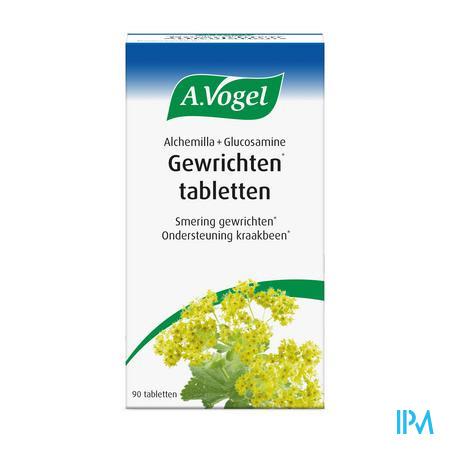 A.Vogel
Alchemilla + Glucosamine
Gewrichten*
tabletten
Smering gewrichten*
Ondersteuning kraakbeen*
90 tabletten
IPM